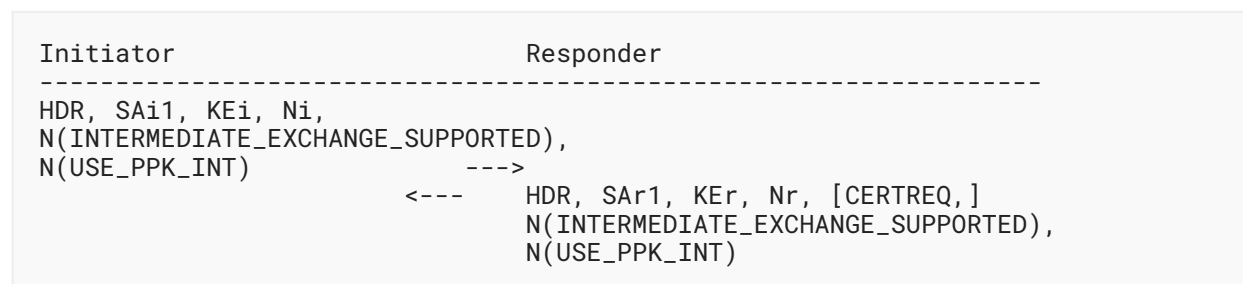 Initiator                       Responder
------------------------------------------------------------------
HDR, SAi1, KEi, Ni,
N(INTERMEDIATE_EXCHANGE_SUPPORTED),
N(USE_PPK_INT)              --->
                        <---    HDR, SAr1, KEr, Nr, [CERTREQ,]
                                N(INTERMEDIATE_EXCHANGE_SUPPORTED),
                                N(USE_PPK_INT)